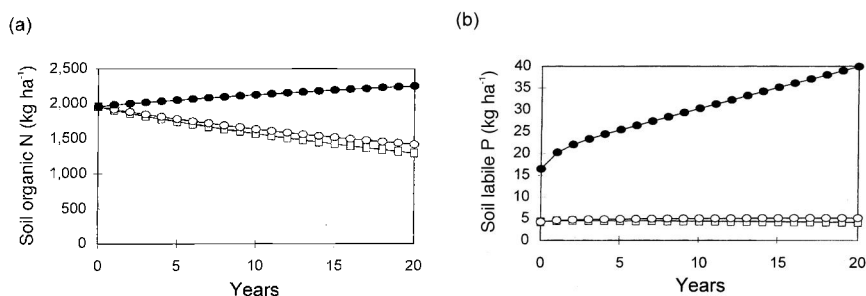 (a)
Soil organic N (kg ha⁻¹)
2,500
2,000
1,500
1,000
500
0
0 5 10 15 20
Years
(b)
Soil labile P (kg ha⁻¹)
40
35
30
25
20
15
10
5
0
0 5 10 15 20
Years